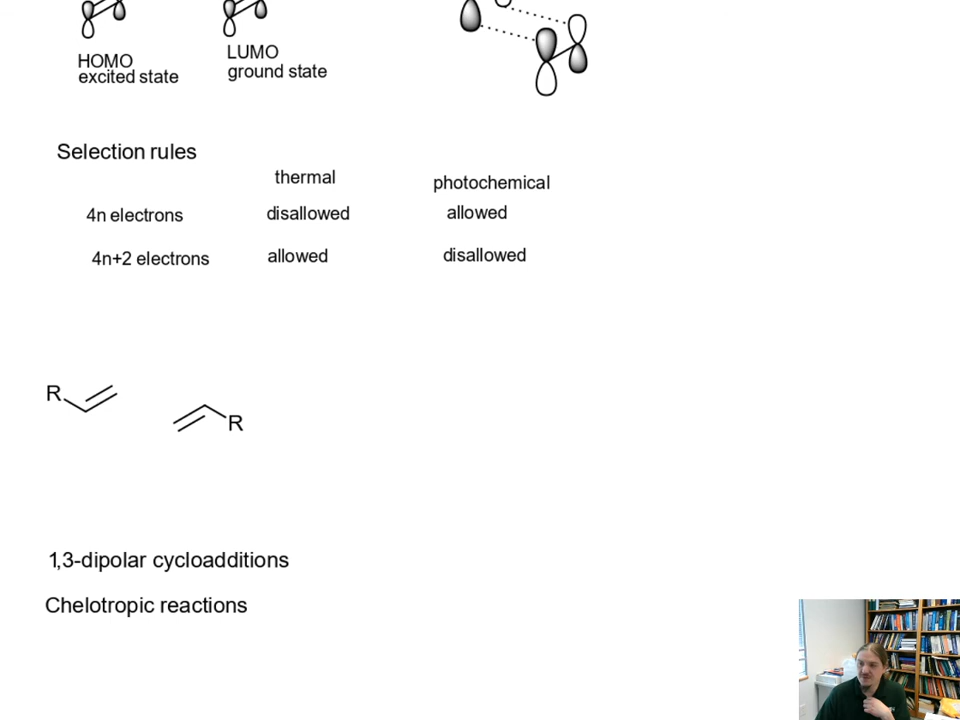 HOMO
excited state
LUMO
ground state
Selection rules
thermal
photochemical
4n electrons
disallowed
allowed
4n+2 electrons
allowed
disallowed
R
R
1,3-dipolar cycloadditions
Chelotropic reactions